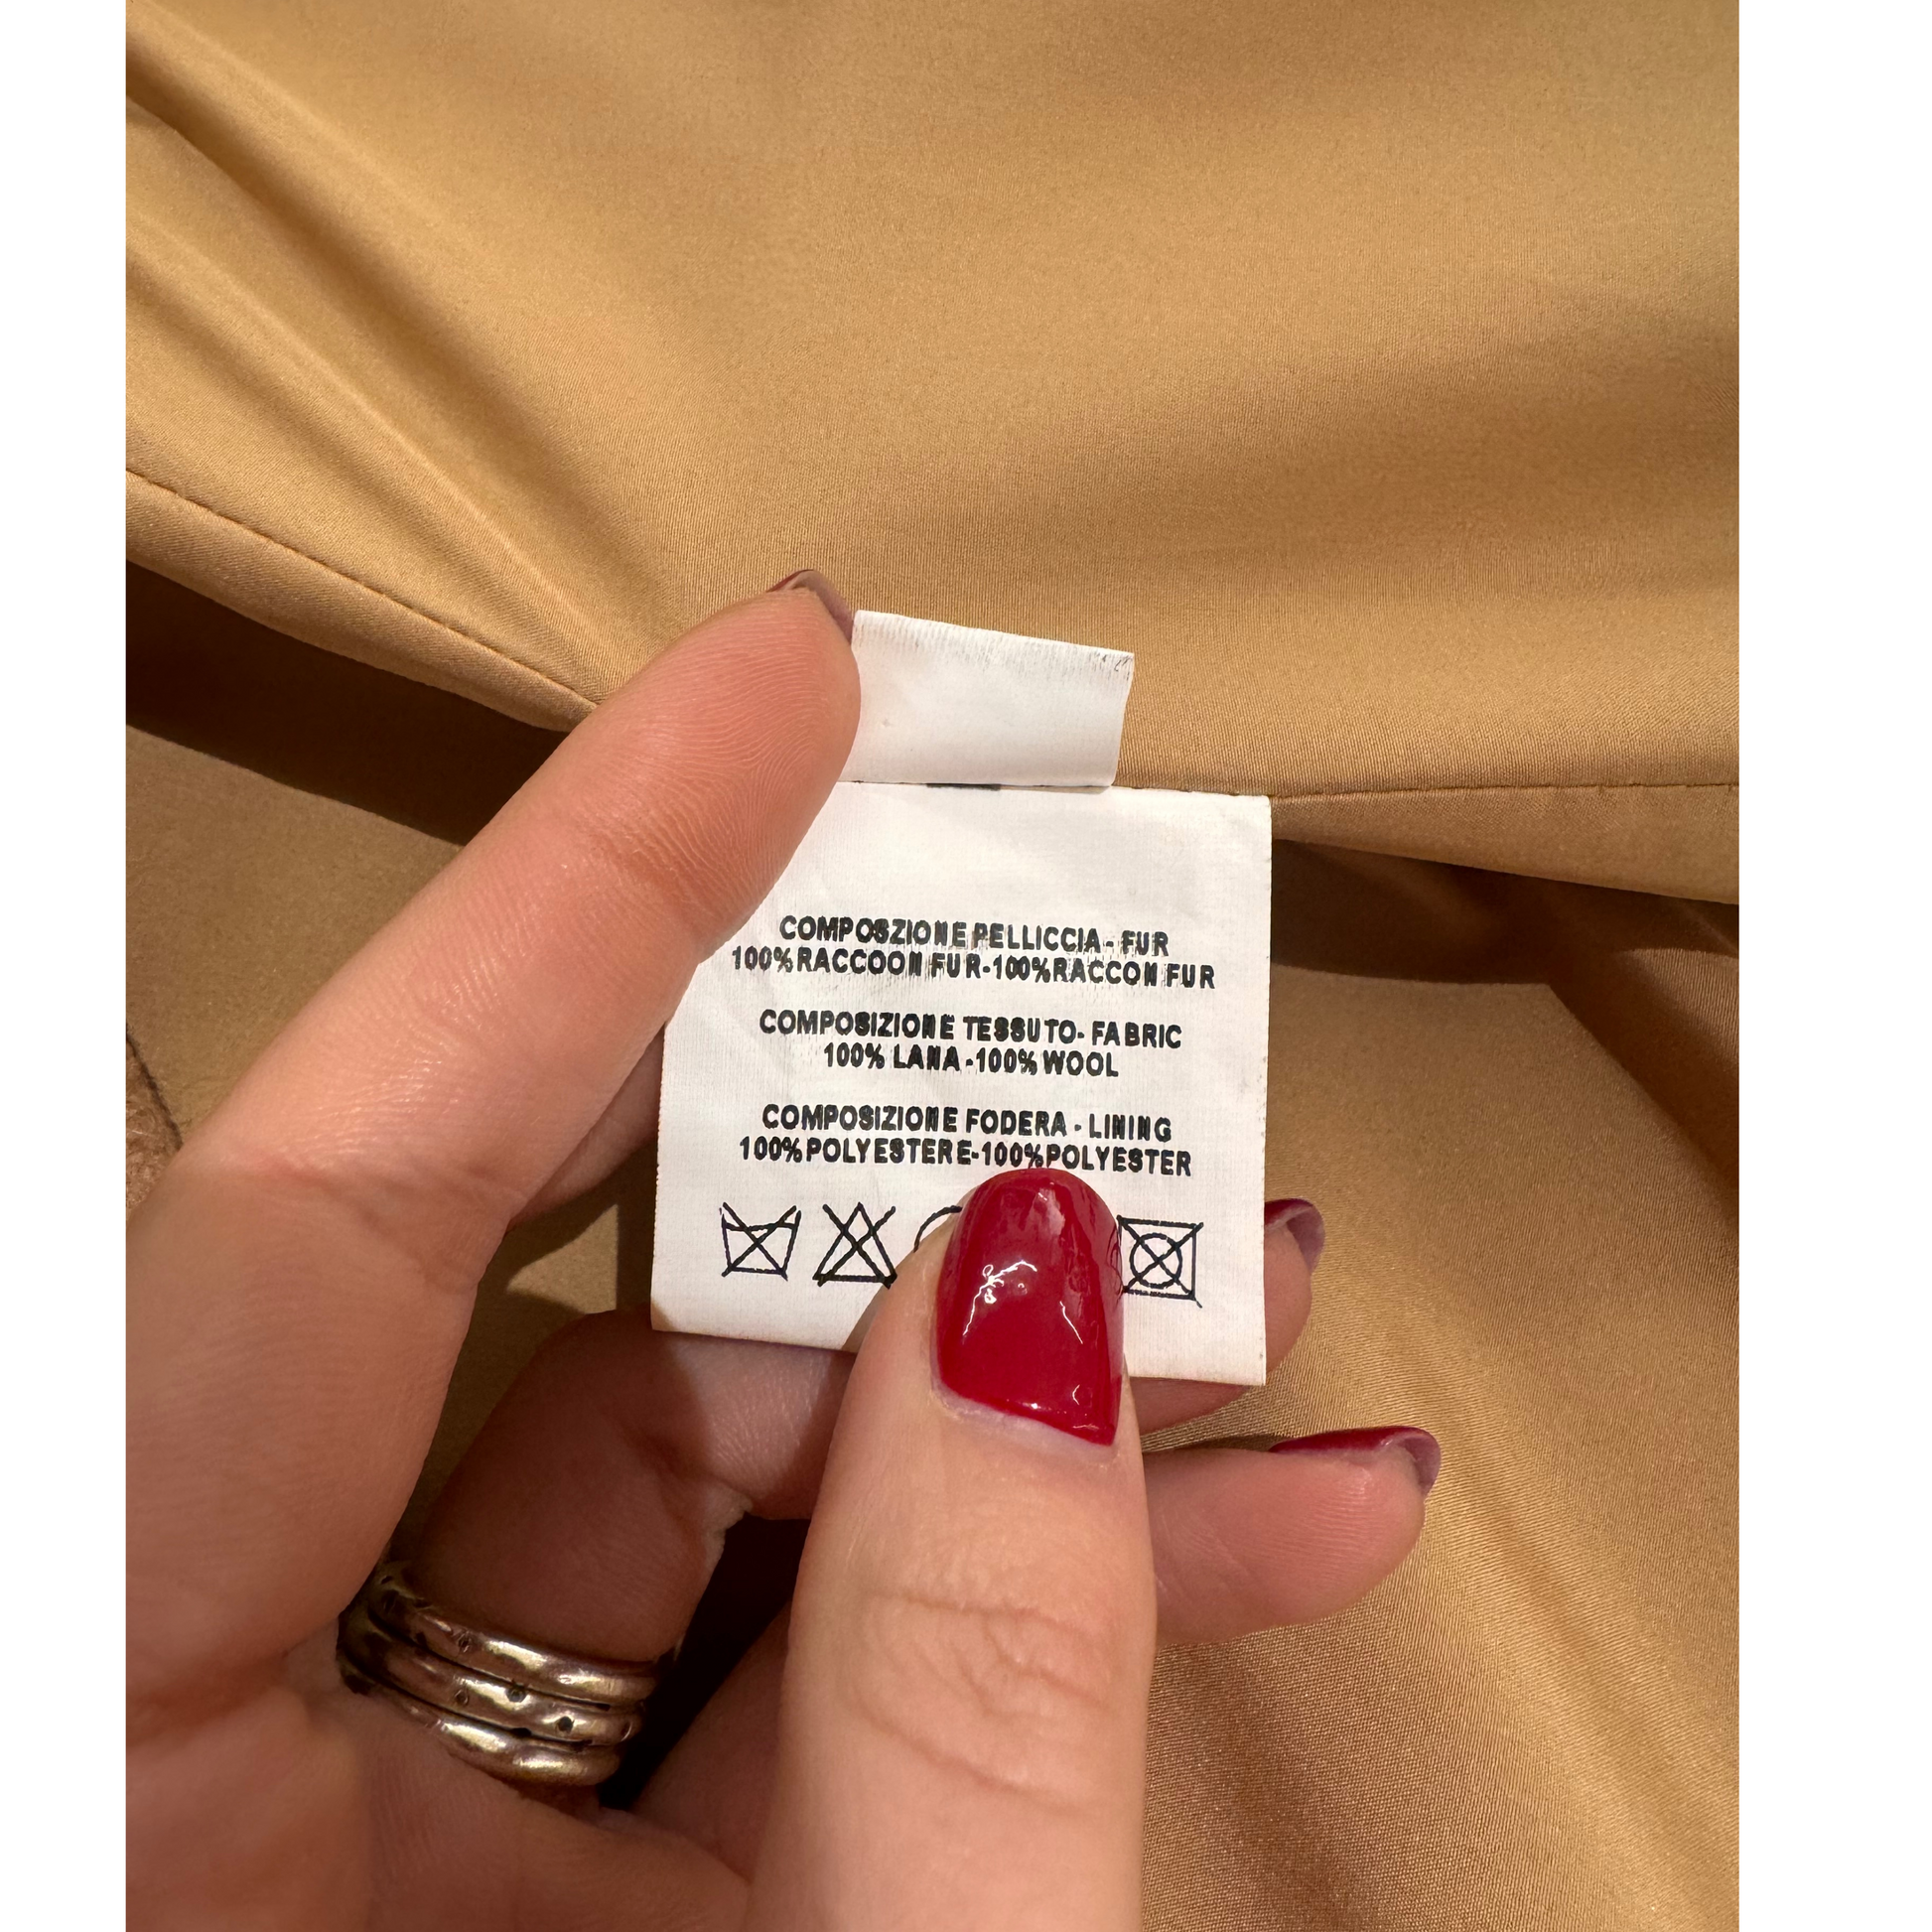 COMPOSZIONE PELLICCIA - FUR
100% RACCOON FUR-100% RACCON FUR
COMPOSIZIONE TESSUTO- FABRIC
100% LANA -100% WOOL
COMPOSIZIONE FODERA - LINING
100% POLYESTERE-100% POLYESTER